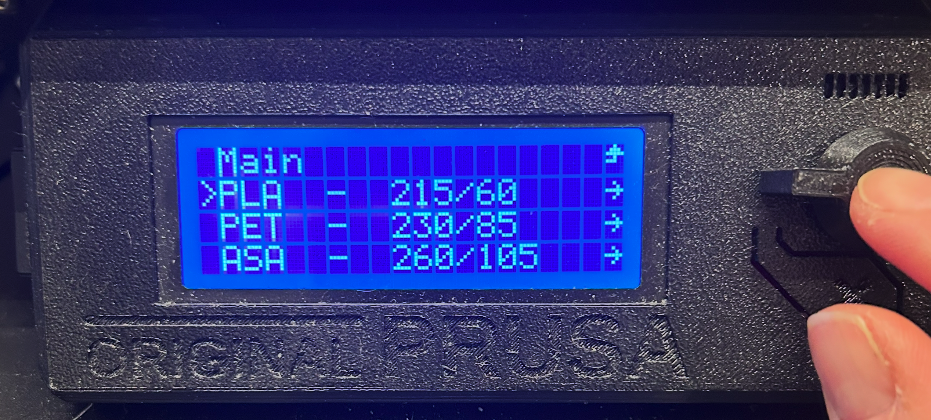 Main
>PLA - 215/60 →
PET - 230/85 →
ASA - 260/105 →
ORIGINAL PRUSA